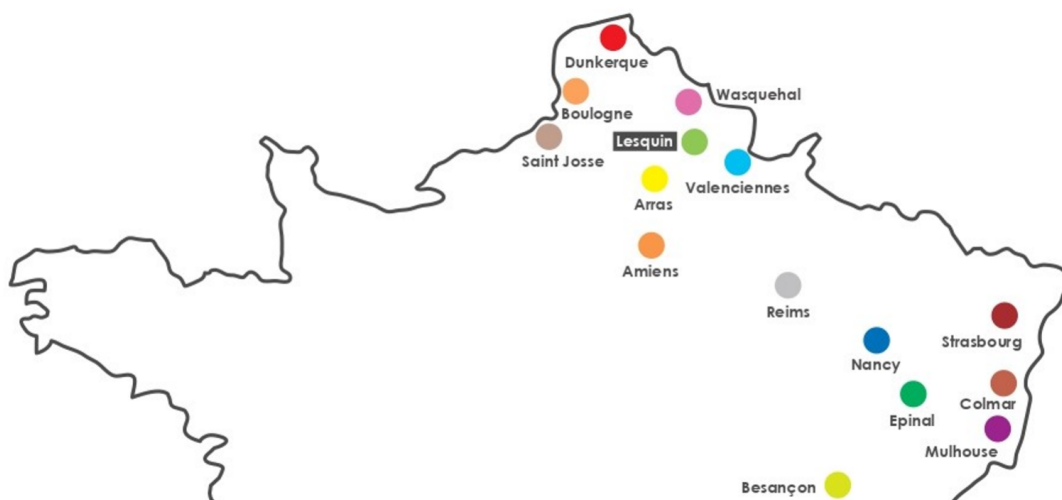 Dunkerque
Wasquehal
Boulogne
Lesquin
Saint Josse
Valenciennes
Arras
Amiens
Reims
Strasbourg
Nancy
Colmar
Epinal
Mulhouse
Besançon